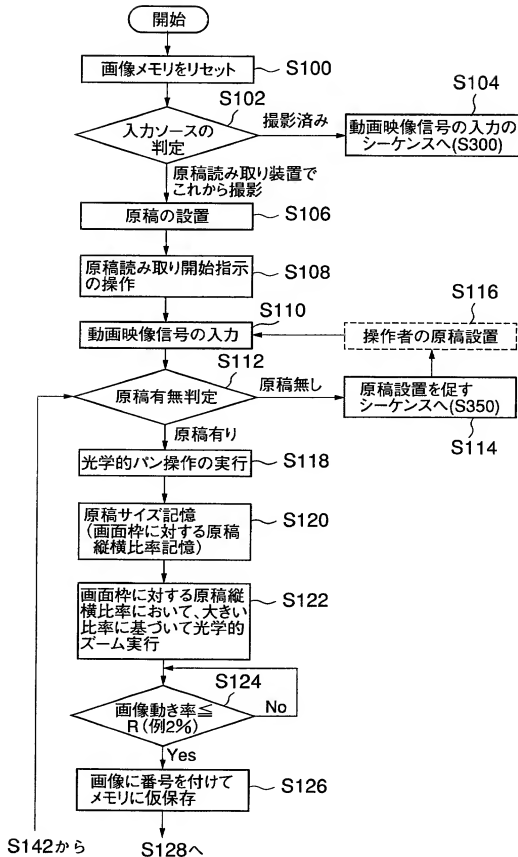 開始
画像メモリをリセット
S100
S102
入力ソースの
判定
撮影済み
S104
動画映像信号の入力の
シーケンスへ(S300)
原稿読み取り装置で
これから撮影
原稿の設置
S106
原稿読み取り開始指示
の操作
S108
S110
動画映像信号の入力
S116
操作者の原稿設置
S112
原稿有無判定
原稿無し
原稿設置を促す
シーケンスへ(S350)
S114
原稿有り
光学的パン操作の実行
S118
原稿サイズ記憶
(画面枠に対する原稿
縦横比率記憶)
S120
画面枠に対する原稿縦
横比率において、大きい
比率に基づいて光学的
ズーム実行
S122
S124
画像動き率≦
R(例2%)
No
Yes
画像に番号を付けて
メモリに仮保存
S126
S142から
S128へ